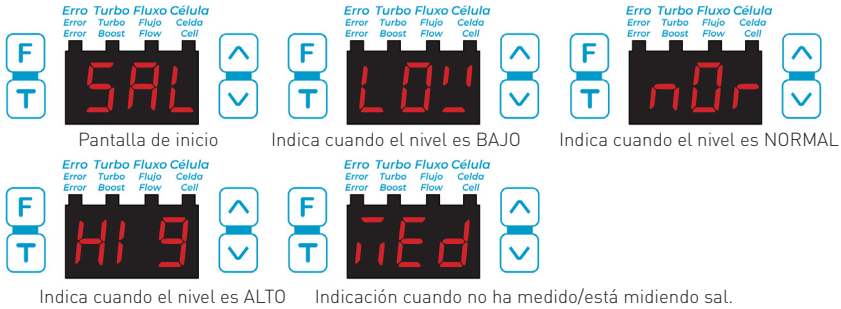 Erro Turbo Fluxo Célula Erro Turbo Fluxo Célula Erro Turbo Fluxo Célula
Error Turbo Flujo Celda Error Turbo Flujo Celda Error Turbo Flujo Celda
Error Boost Flow Cell Error Boost Flow Cell Error Boost Flow Cell
F SAL F LOW F nOr
T T T
Pantalla de inicio Indica cuando el nivel es BAJO Indica cuando el nivel es NORMAL
Erro Turbo Fluxo Célula Erro Turbo Fluxo Célula
Error Turbo Flujo Celda Error Turbo Flujo Celda
Error Boost Flow Cell Error Boost Flow Cell
F HI g F mEd
T T
Indica cuando el nivel es ALTO Indicación cuando no ha medido/está midiendo sal.